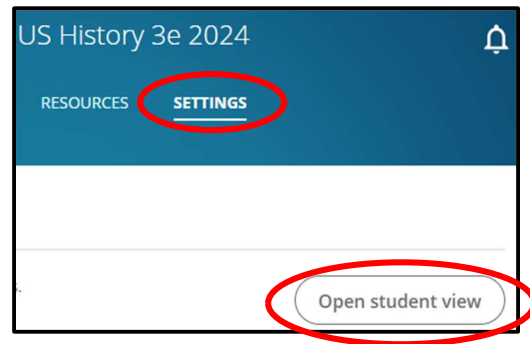 US History 3e 2024
RESOURCES SETTINGS
s.
Open student view